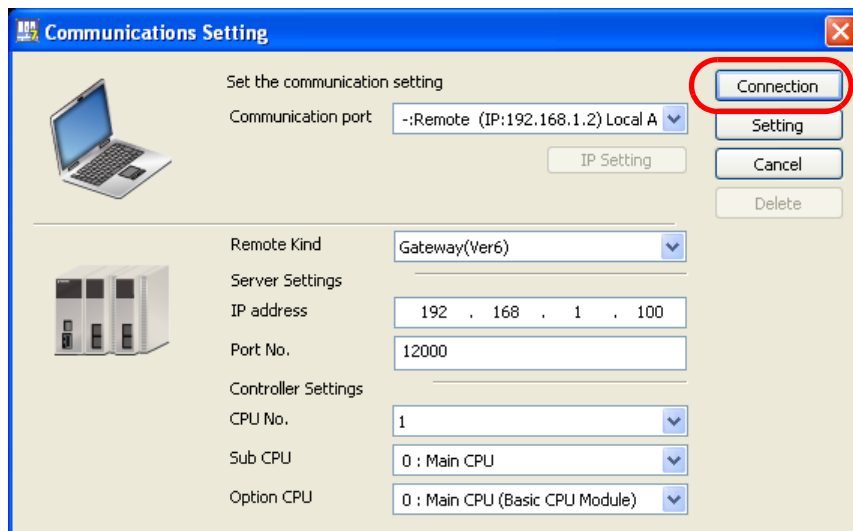 Communications Setting
Set the communication setting
Connection
Communication port
-:Remote (IP:192.168.1.2) Local A
Setting
IP Setting
Cancel
Delete
Remote Kind
Gateway(Ver6)
Server Settings
IP address
192 . 168 . 1 . 100
Port No.
12000
Controller Settings
CPU No.
1
Sub CPU
0 : Main CPU
Option CPU
0 : Main CPU (Basic CPU Module)